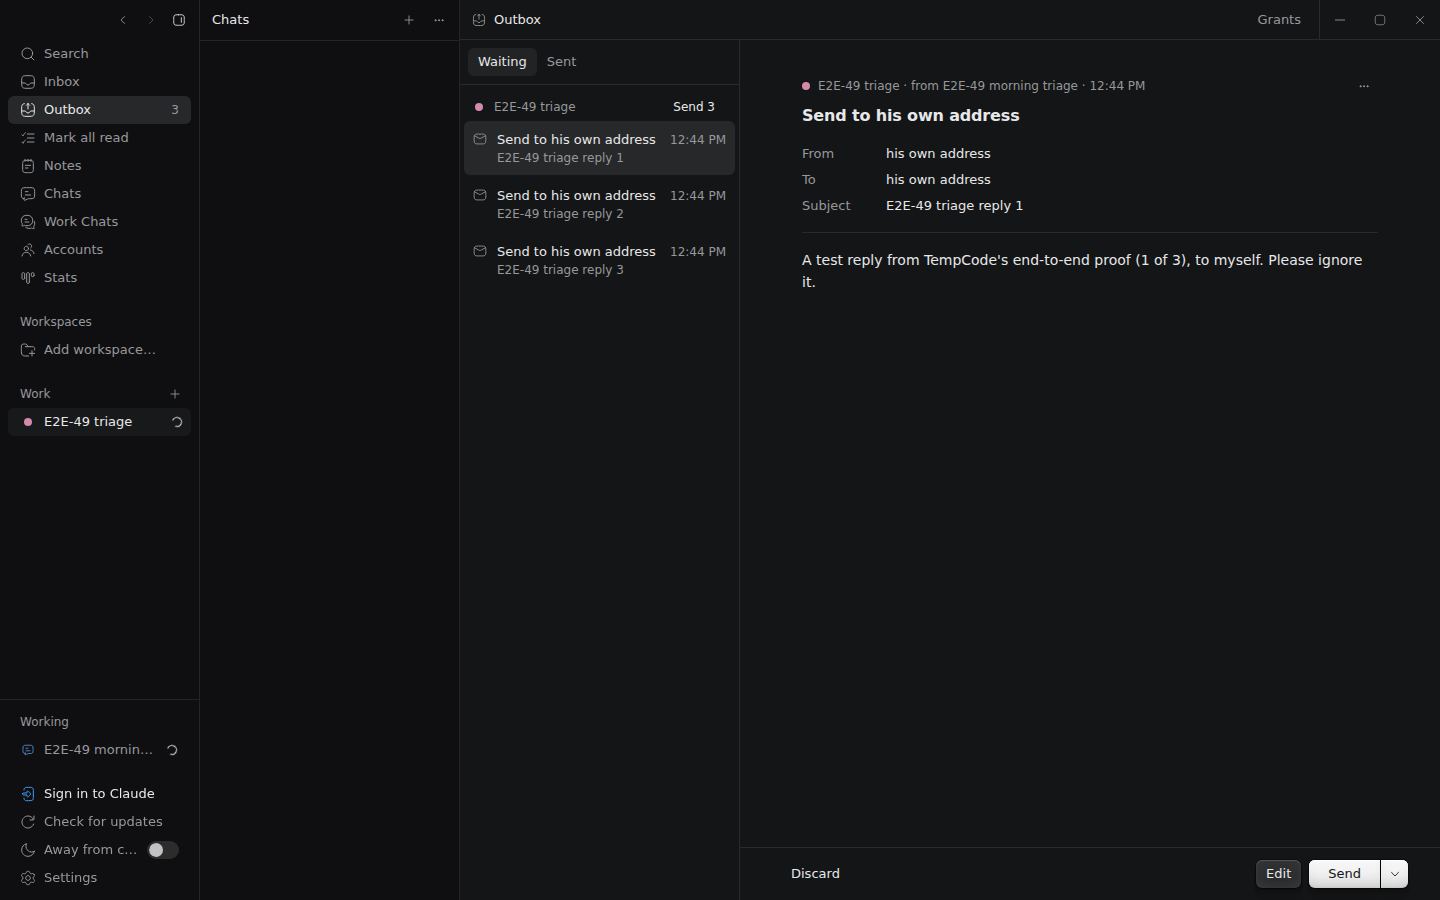 Chats
Outbox
Grants
Search
Inbox
Outbox 3
Mark all read
Notes
Chats
Work Chats
Accounts
Stats
Workspaces
Add workspace…
Work
E2E-49 triage
Working
E2E-49 mornin…
Sign in to Claude
Check for updates
Away from c…
Settings
Waiting Sent
E2E-49 triage Send 3
Send to his own address 12:44 PM
E2E-49 triage reply 1
Send to his own address 12:44 PM
E2E-49 triage reply 2
Send to his own address 12:44 PM
E2E-49 triage reply 3
E2E-49 triage · from E2E-49 morning triage · 12:44 PM
Send to his own address
From his own address
To his own address
Subject E2E-49 triage reply 1
A test reply from TempCode's end-to-end proof (1 of 3), to myself. Please ignore
it.
Discard Edit Send